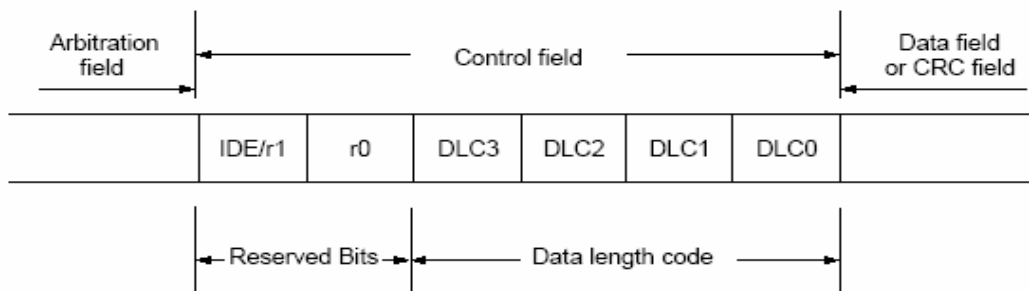 Arbitration
field
Control field
Data field
or CRC field
IDE/r1
r0
DLC3
DLC2
DLC1
DLC0
Reserved Bits
Data length code